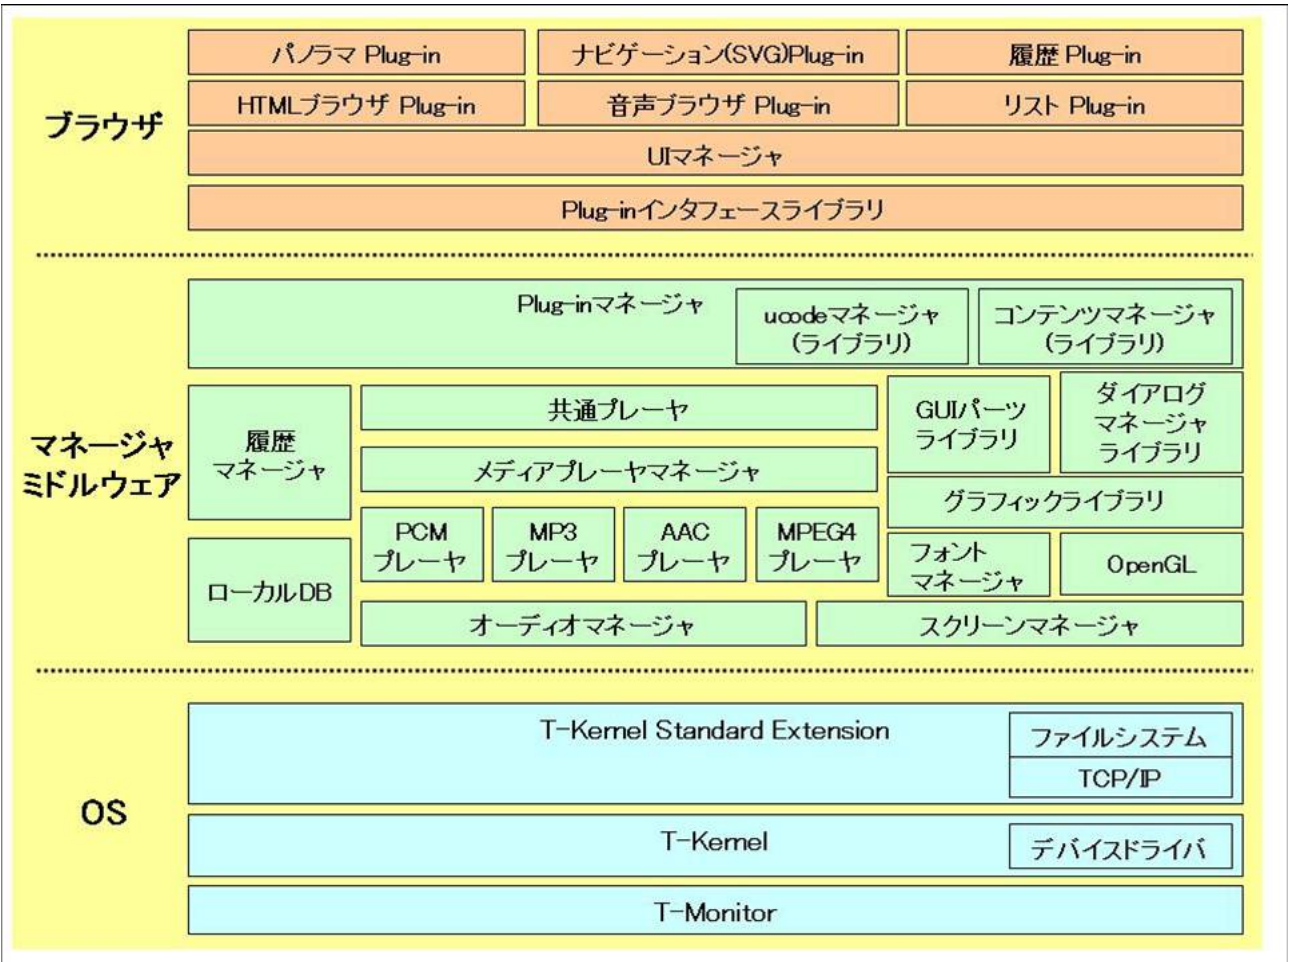 ブラウザ
パノラマ Plug-in
ナビゲーション(SVG)Plug-in
履歴 Plug-in
HTMLブラウザ Plug-in
音声ブラウザ Plug-in
リスト Plug-in
UIマネージャ
Plug-inインタフェースライブラリ
マネージャ
ミドルウェア
Plug-inマネージャ
ucodeマネージャ
(ライブラリ)
コンテンツマネージャ
(ライブラリ)
履歴
マネージャ
共通プレーヤ
GUIパーツ
ライブラリ
ダイアログ
マネージャ
ライブラリ
メディアプレーヤマネージャ
グラフィックライブラリ
PCM
プレーヤ
MP3
プレーヤ
AAC
プレーヤ
MPEG4
プレーヤ
フォント
マネージャ
OpenGL
ローカルDB
オーディオマネージャ
スクリーンマネージャ
OS
T-Kernel Standard Extension
ファイルシステム
TCP/IP
T-Kernel
デバイスドライバ
T-Monitor